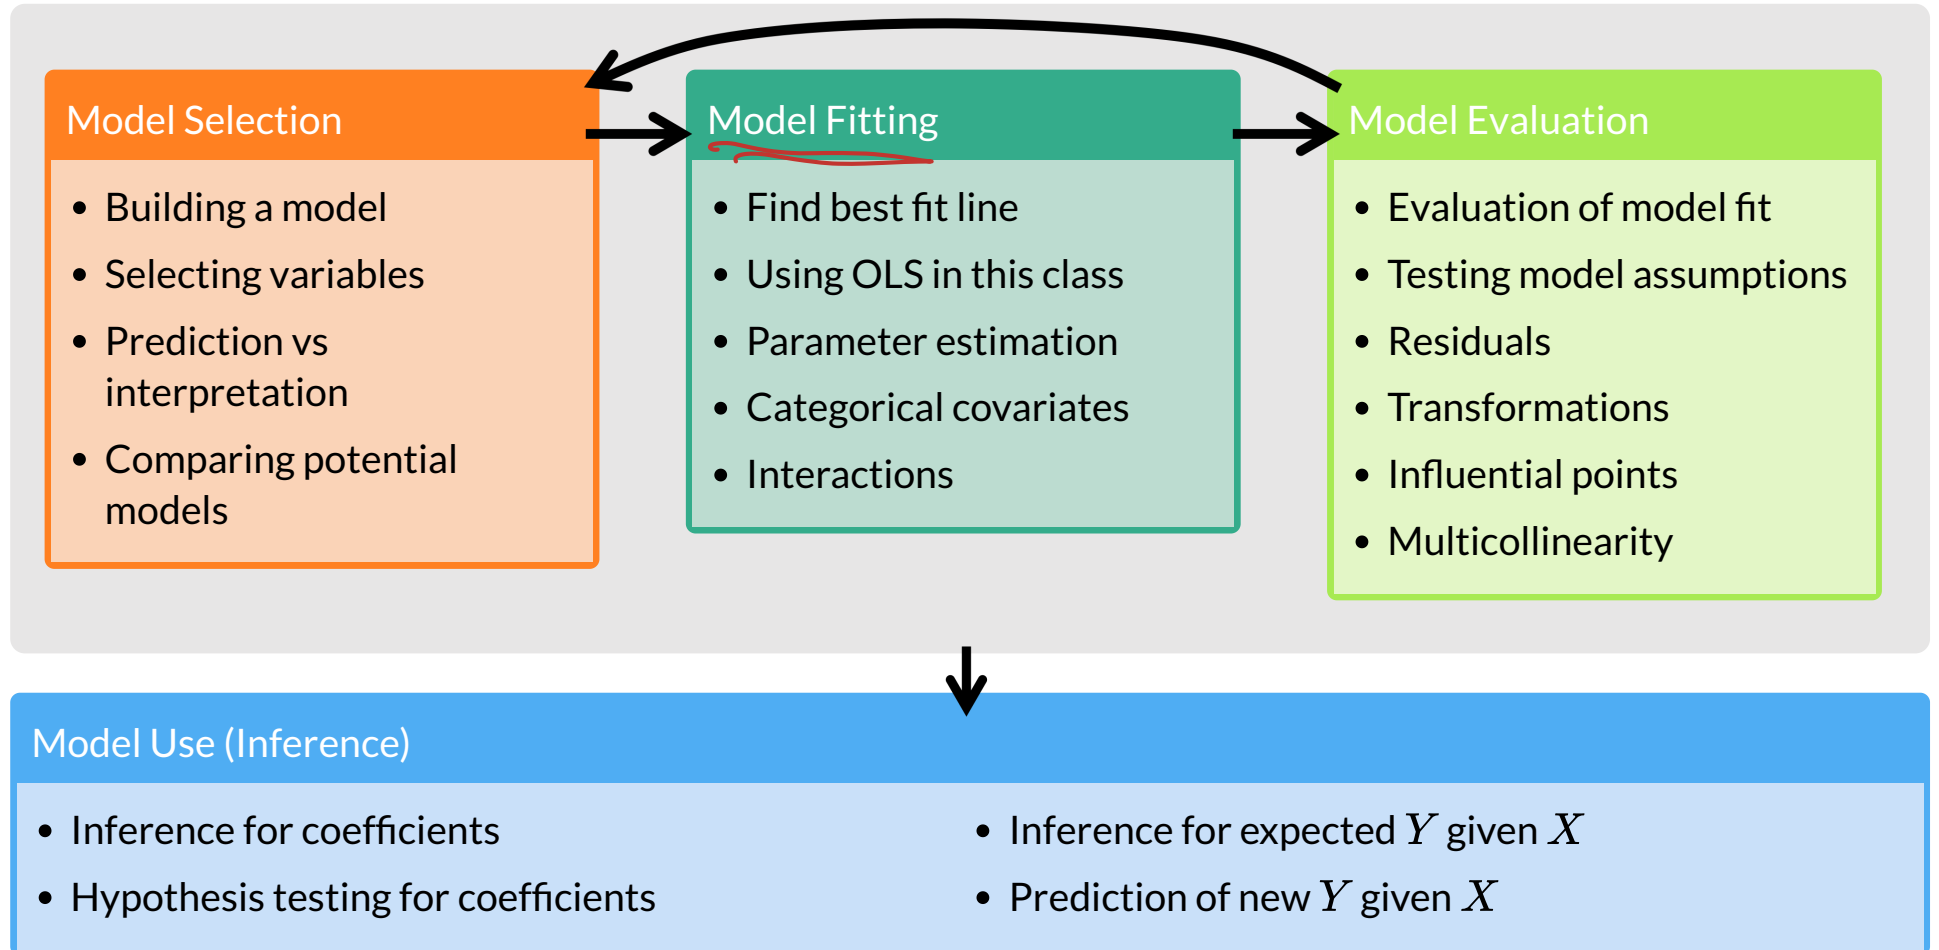 Model Selection
• Building a model
• Selecting variables
• Prediction vs
interpretation
• Comparing potential
models
Model Fitting
• Find best fit line
• Using OLS in this class
• Parameter estimation
• Categorical covariates
• Interactions
Model Evaluation
• Evaluation of model fit
• Testing model assumptions
• Residuals
• Transformations
• Influential points
• Multicollinearity
Model Use (Inference)
• Inference for coefficients
• Hypothesis testing for coefficients
• Inference for expected Y given X
• Prediction of new Y given X